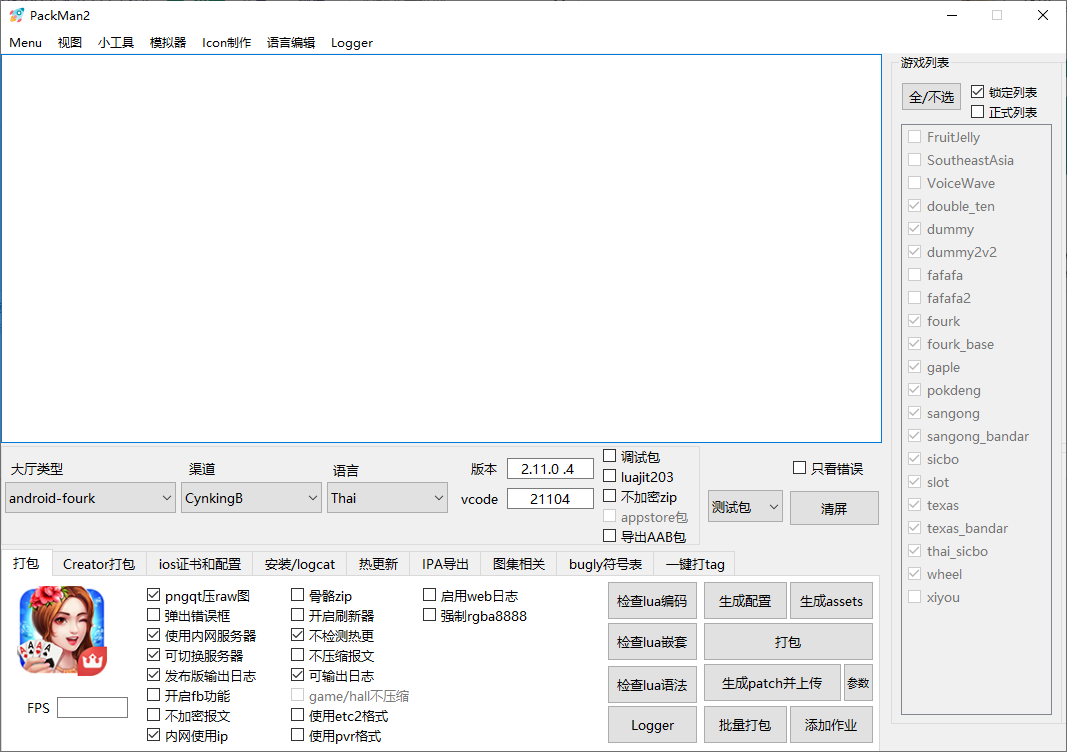 PackMan2
Menu 视图 小工具 模拟器 Icon制作 语言编辑 Logger
游戏列表
全/不选
锁定列表
正式列表
FruitJelly
SoutheastAsia
VoiceWave
double_ten
dummy
dummy2v2
fafafa
fafafa2
fourk
fourk_base
gaple
pokdeng
sangong
sangong_bandar
sicbo
slot
texas
texas_bandar
thai_sicbo
wheel
xiyou
大厅类型 渠道 语言
android-fourk CynkingB Thai
版本 2.11.0 .4
vcode 21104
调试包
luajit203
不加密zip
appstore包
导出AAB包
测试包
只看错误
清屏
打包 Creator打包 ios证书和配置 安装/logcat 热更新 IPA导出 图集相关 bugly符号表 一键打tag
FPS
pngqt压raw图
弹出错误框
使用内网服务器
可切换服务器
发布版输出日志
开启fb功能
不加密报文
内网使用ip
骨骼zip
开启刷新器
不检测热更
不压缩报文
可输出日志
game/hall不压缩
使用etc2格式
使用pvr格式
启用web日志
强制rgba8888
检查lua编码 生成配置 生成assets
检查lua嵌套 打包
检查lua语法 生成patch并上传 参数
Logger 批量打包 添加作业